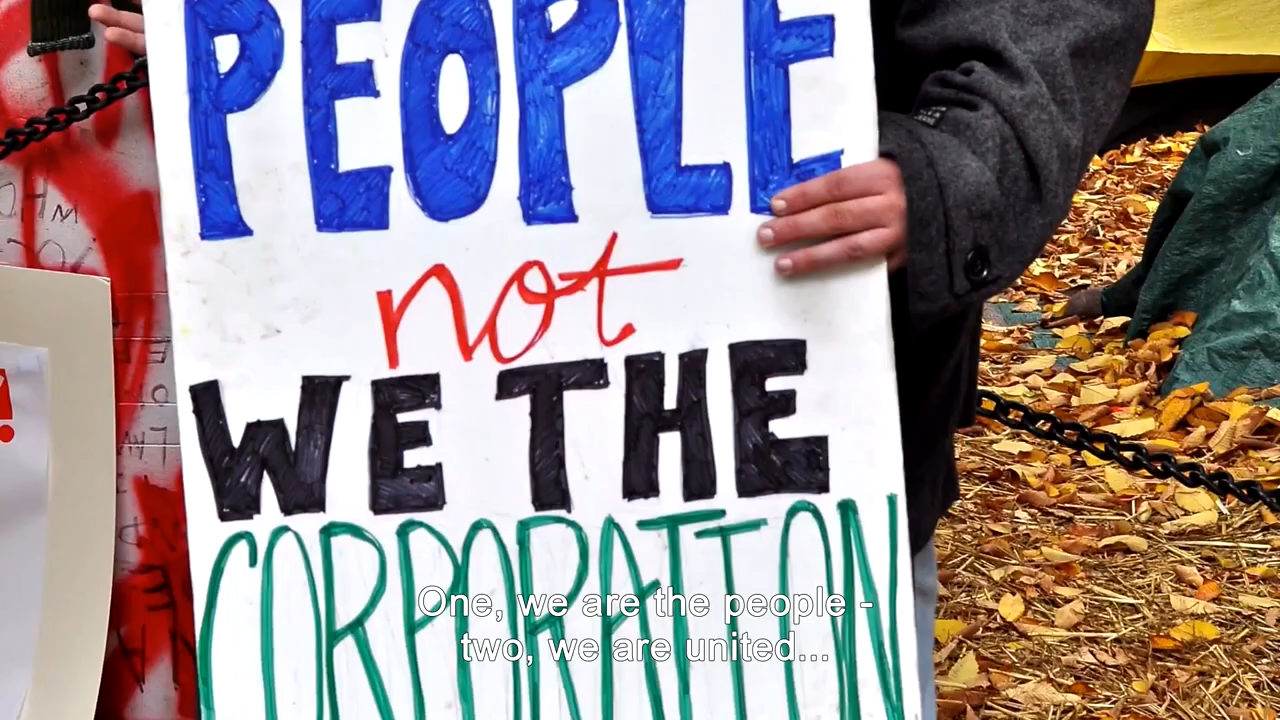 PEOPLE
not
WE THE
CORPORATION
One, we are the people -
two, we are united...